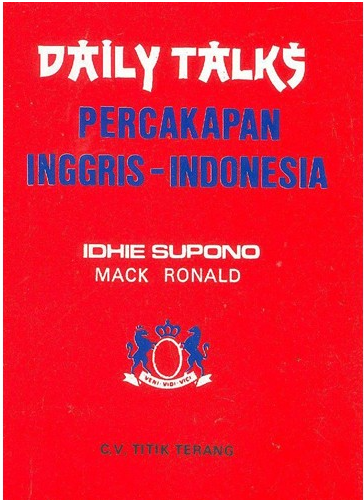 DAILY TALKS
PERCAKAPAN
INGGRIS-INDONESIA
IDHIE SUPONO
MACK RONALD
VENI·VIDI·VICI
C.V. TITIK TERANG